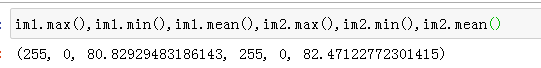 im1.max(),im1.min(),im1.mean(),im2.max(),im2.min(),im2.mean()
(255, 0, 80.82929483186143, 255, 0, 82.47122772301415)